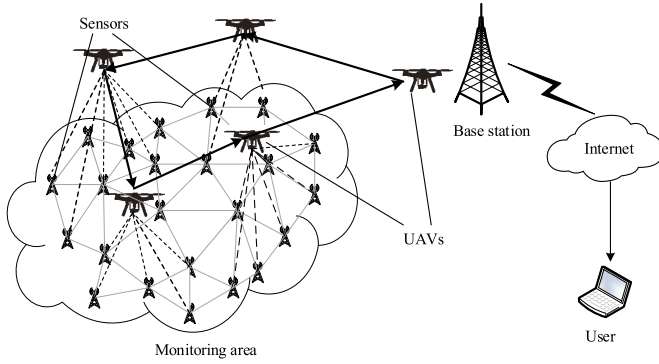 Sensors
Base station
Internet
UAVs
User
Monitoring area